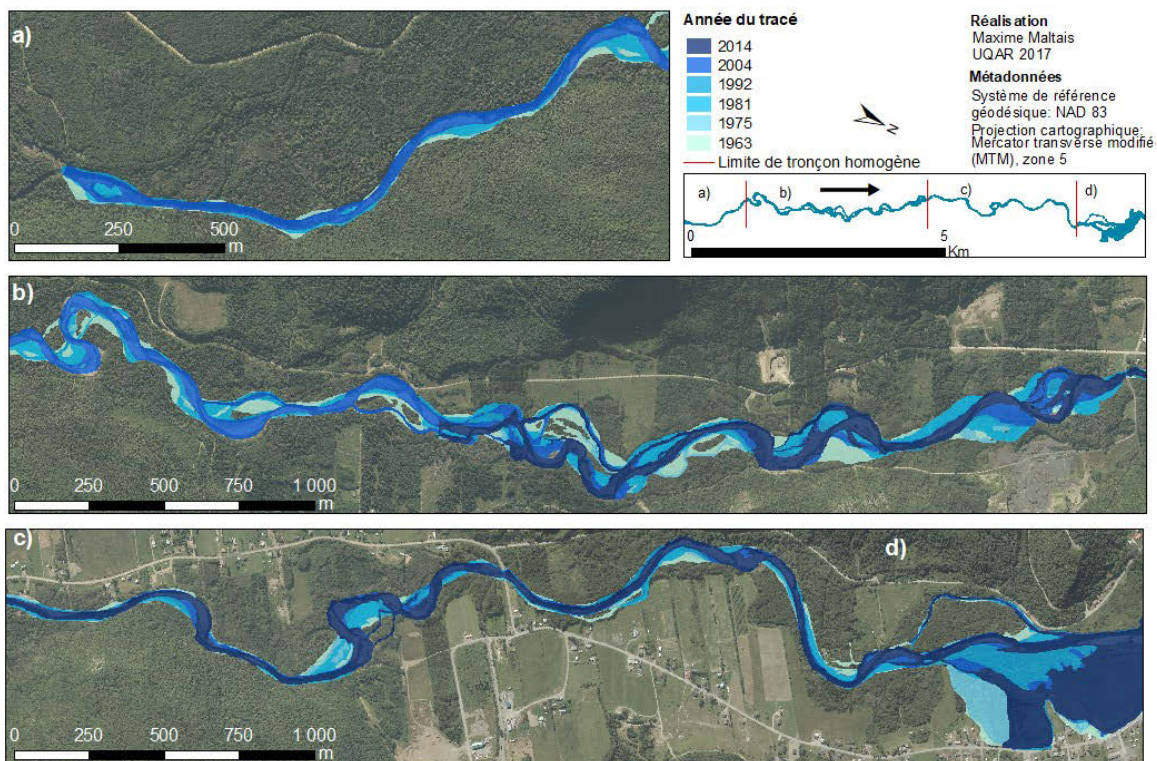 a)
0
250
500
m
Année du tracé
2014
2004
1992
1981
1975
1963
Limite de tronçon homogène
N
Réalisation
Maxime Maltais
UQAR 2017
Métadonnées
Système de référence
géodésique: NAD 83
Projection cartographique:
Mercator transverse modifié
(MTM), zone 5
a)
b)
c)
d)
0
5
Km
b)
0
250
500
750
1 000
m
c)
d)
0
250
500
750
1 000
m